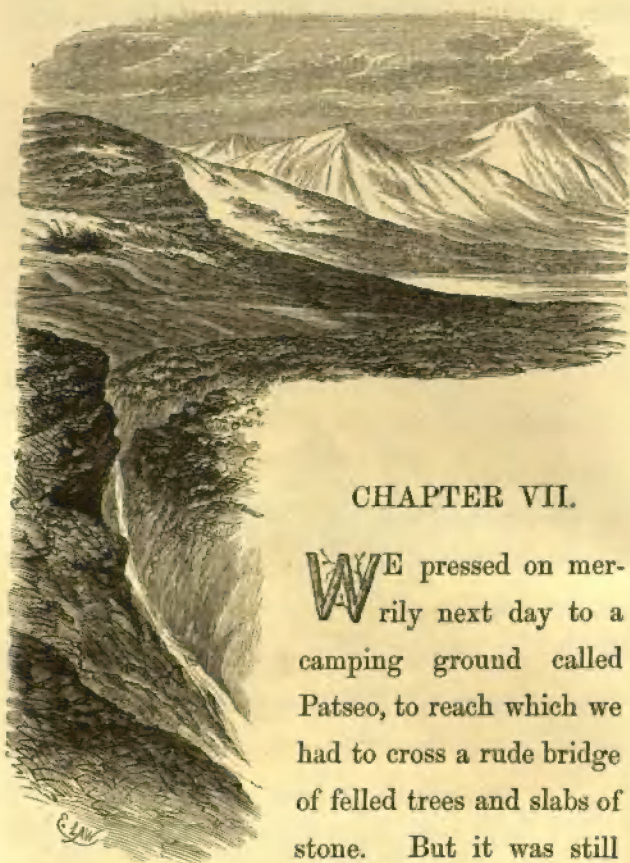 CHAPTER VII.
WE pressed on mer-
rily next day to a
camping ground called
Patseo, to reach which we
had to cross a rude bridge
of felled trees and slabs of
stone. But it was still
E. LAW